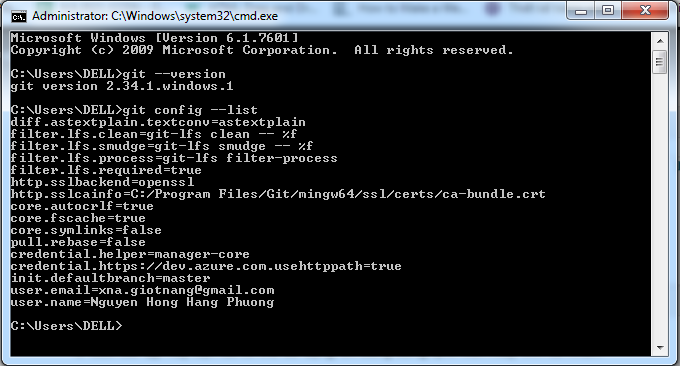 Administrator: C:\Windows\system32\cmd.exe
Microsoft Windows [Version 6.1.7601]
Copyright (c) 2009 Microsoft Corporation.  All rights reserved.
C:\Users\DELL>git --version
git version 2.34.1.windows.1
C:\Users\DELL>git config --list
diff.astextplain.textconv=astextplain
filter.lfs.clean=git-lfs clean -- %f
filter.lfs.smudge=git-lfs smudge -- %f
filter.lfs.process=git-lfs filter-process
filter.lfs.required=true
http.sslbackend=openssl
http.sslcainfo=C:/Program Files/Git/mingw64/ssl/certs/ca-bundle.crt
core.autocrlf=true
core.fscache=true
core.symlinks=false
pull.rebase=false
credential.helper=manager-core
credential.https://dev.azure.com.usehttppath=true
init.defaultbranch=master
user.email=xna.giotnang@gmail.com
user.name=Nguyen Hong Hang Phuong
C:\Users\DELL>